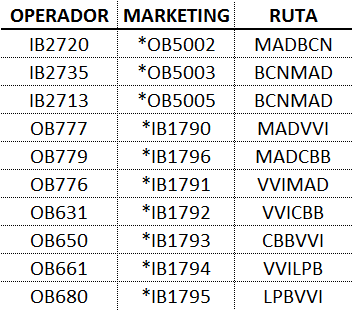 OPERADOR MARKETING RUTA
IB2720 *OB5002 MADBCN
IB2735 *OB5003 BCNMAD
IB2713 *OB5005 BCNMAD
OB777 *IB1790 MADVVI
OB779 *IB1796 MADCBB
OB776 *IB1791 VVIMAD
OB631 *IB1792 VVICBB
OB650 *IB1793 CBBVVI
OB661 *IB1794 VVILPB
OB680 *IB1795 LPBVVI